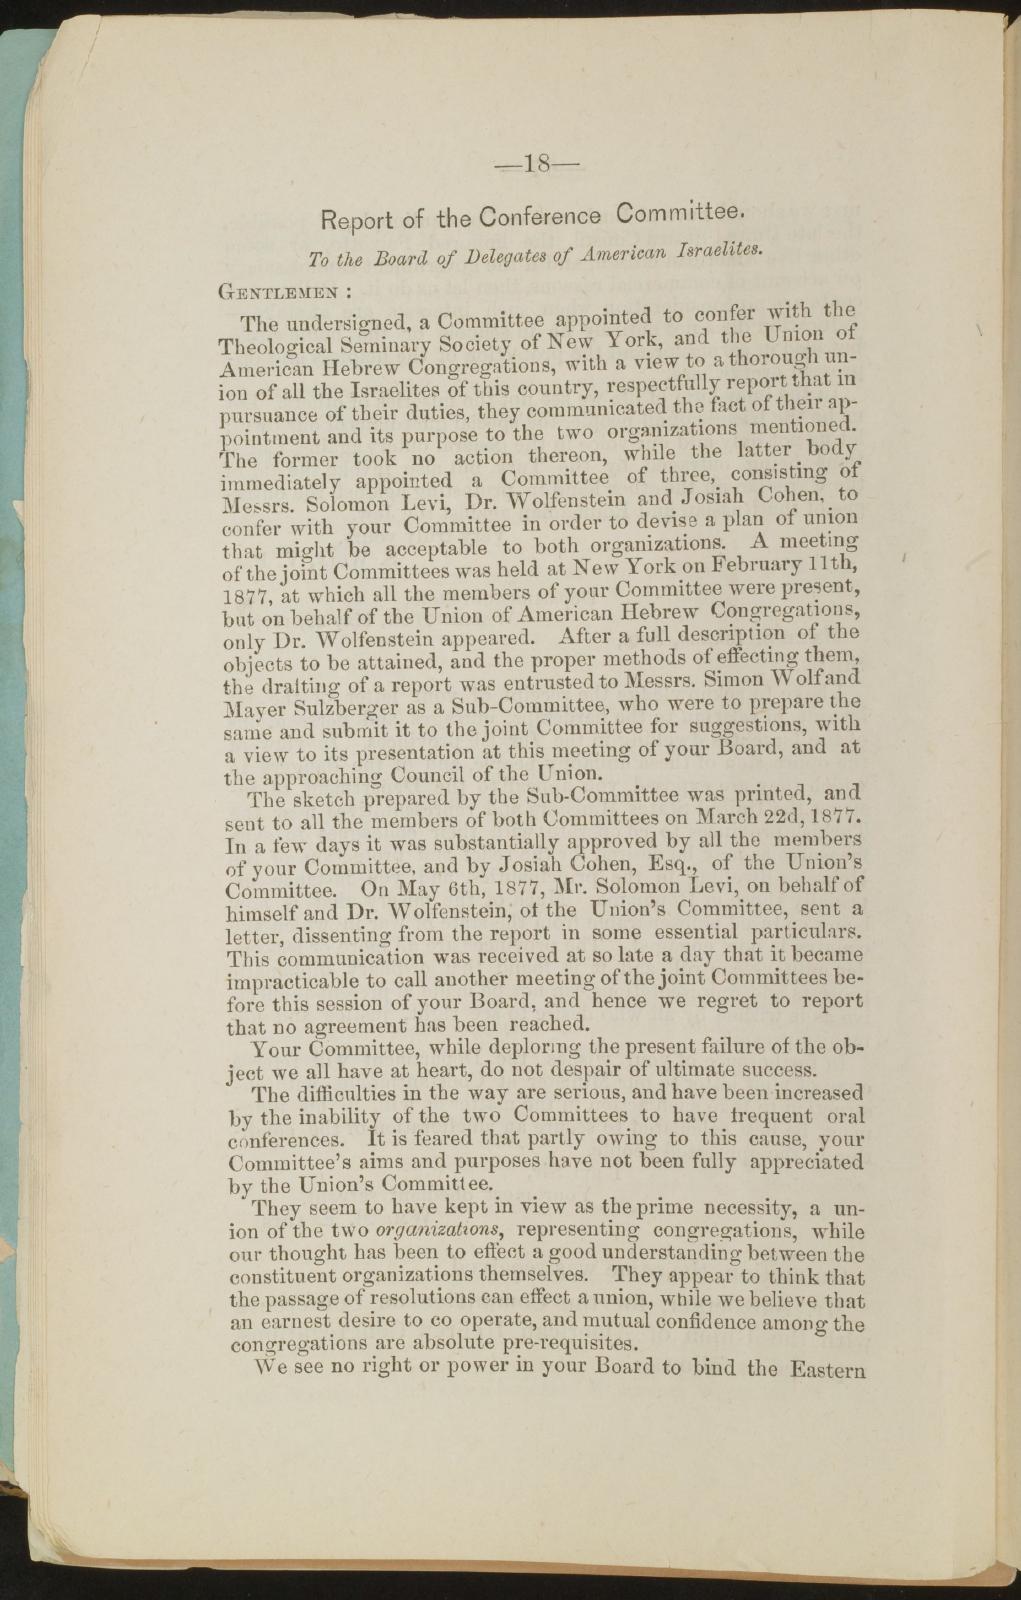 —18—
Report of the Conference Committee.
To the Board of Delegates of American Israelites.
GENTLEMEN :
The undersigned, a Committee appointed to confer with the
Theological Seminary Society of New York, and the Union of
American Hebrew Congregations, with a view to a thorough un-
ion of all the Israelites of this country, respectfully report that in
pursuance of their duties, they communicated the fact of their ap-
pointment and its purpose to the two organizations mentioned.
The former took no action thereon, while the latter body
immediately appointed a Committee of three, consisting of
Messrs. Solomon Levi, Dr. Wolfenstein and Josiah Cohen, to
confer with your Committee in order to devise a plan of union
that might be acceptable to both organizations. A meeting
of the joint Committees was held at New York on February 11th,
1877, at which all the members of your Committee were present,
but on behalf of the Union of American Hebrew Congregations,
only Dr. Wolfenstein appeared. After a full description of the
objects to be attained, and the proper methods of effecting them,
the drafting of a report was entrusted to Messrs. Simon Wolf and
Mayer Sulzberger as a Sub-Committee, who were to prepare the
same and submit it to the joint Committee for suggestions, with
a view to its presentation at this meeting of your Board, and at
the approaching Council of the Union.
The sketch prepared by the Sub-Committee was printed, and
sent to all the members of both Committees on March 22d, 1877.
In a few days it was substantially approved by all the members
of your Committee, and by Josiah Cohen, Esq., of the Union's
Committee. On May 6th, 1877, Mr. Solomon Levi, on behalf of
himself and Dr. Wolfenstein, of the Union's Committee, sent a
letter, dissenting from the report in some essential particulars.
This communication was received at so late a day that it became
impracticable to call another meeting of the joint Committees be-
fore this session of your Board, and hence we regret to report
that no agreement has been reached.
Your Committee, while deploring the present failure of the ob-
ject we all have at heart, do not despair of ultimate success.
The difficulties in the way are serious, and have been increased
by the inability of the two Committees to have frequent oral
conferences. It is feared that partly owing to this cause, your
Committee's aims and purposes have not been fully appreciated
by the Union's Committee.
They seem to have kept in view as the prime necessity, a un-
ion of the two organizations, representing congregations, while
our thought has been to effect a good understanding between the
constituent organizations themselves. They appear to think that
the passage of resolutions can effect a union, while we believe that
an earnest desire to co operate, and mutual confidence among the
congregations are absolute pre-requisites.
We see no right or power in your Board to bind the Eastern